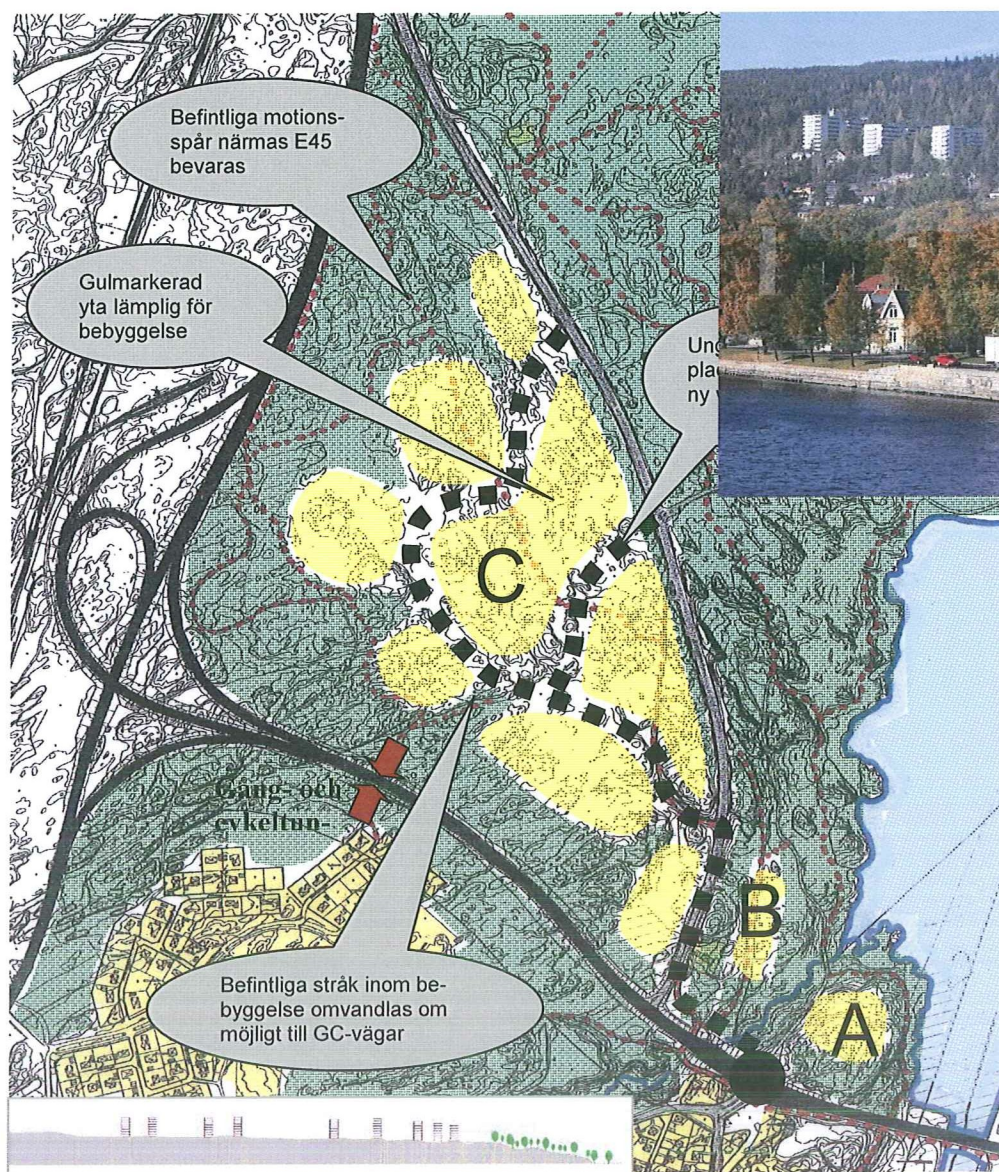 Befintliga motions-
spår närmas E45
bevaras
Gulmarkerad
yta lämplig för
bebyggelse
ny
C
Gång- och
cykeltun-
B
A
Befintliga stråk inom be-
byggelse omvandlas om
möjligt till GC-vägar